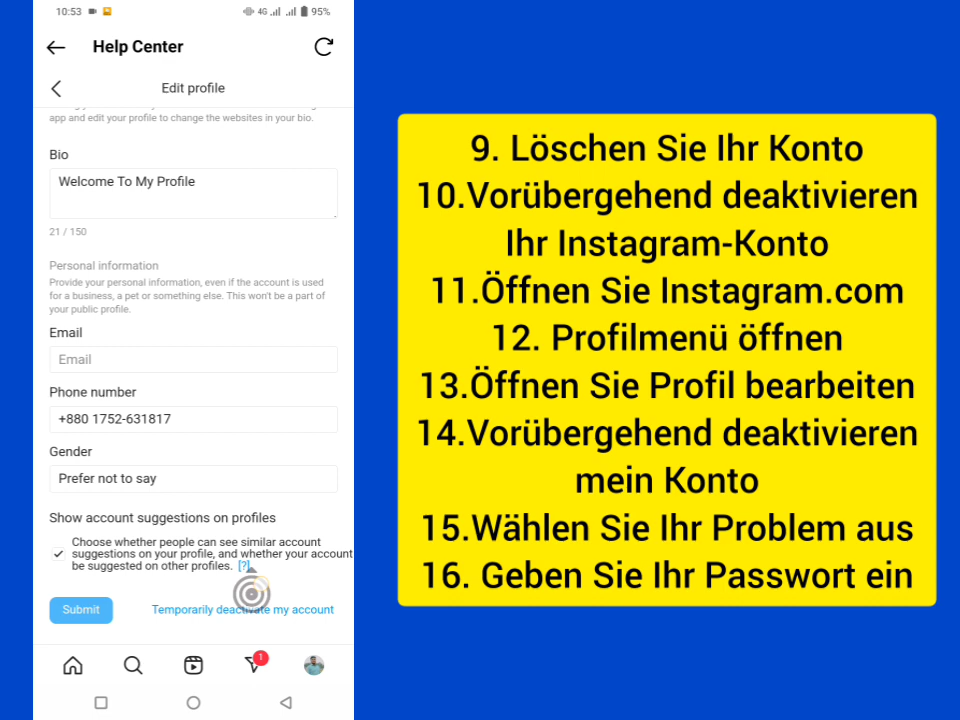 10:53
4G
95%
Help Center
Edit profile
app and edit your profile to change the websites in your bio.
Bio
Welcome To My Profile
21 / 150
Personal information
Provide your personal information, even if the account is used
for a business, a pet or something else. This won't be a part of
your public profile.
Email
Email
Phone number
+880 1752-631817
Gender
Prefer not to say
Show account suggestions on profiles
Choose whether people can see similar account
suggestions on your profile, and whether your account
be suggested on other profiles. [?]
Submit
Temporarily deactivate my account
1
9. Löschen Sie Ihr Konto
10.Vorübergehend deaktivieren
Ihr Instagram-Konto
11.Öffnen Sie Instagram.com
12. Profilmenü öffnen
13.Öffnen Sie Profil bearbeiten
14.Vorübergehend deaktivieren
mein Konto
15.Wählen Sie Ihr Problem aus
16. Geben Sie Ihr Passwort ein